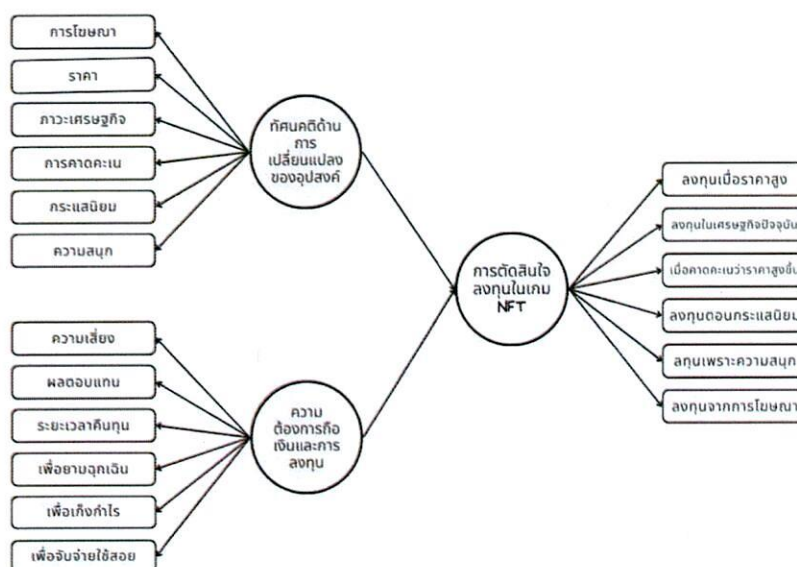 การโฆษณา
ราคา
ภาวะเศรษฐกิจ
การคาดคะเน
กระแสนิยม
ความสนุก
ทัศนคติด้าน
การ
เปลี่ยนแปลง
ของอุปสงค์
ความเสี่ยง
ผลตอบแทน
ระยะเวลาคืนทุน
เพื่อยามฉุกเฉิน
เพื่อเก็งกำไร
เพื่อจับจ่ายใช้สอย
ความ
ต้องการถือ
เงินและการ
ลงทุน
การตัดสินใจ
ลงทุนในเกม
NFT
ลงทุนเมื่อราคาสูง
ลงทุนในเศรษฐกิจปัจจุบัน
เมื่อคาดคะเนว่าราคาสูงขึ้น
ลงทุนตอนกระแสนิยม
ลทุนเพราะความสนุก
ลงทุนจากการโฆษณา